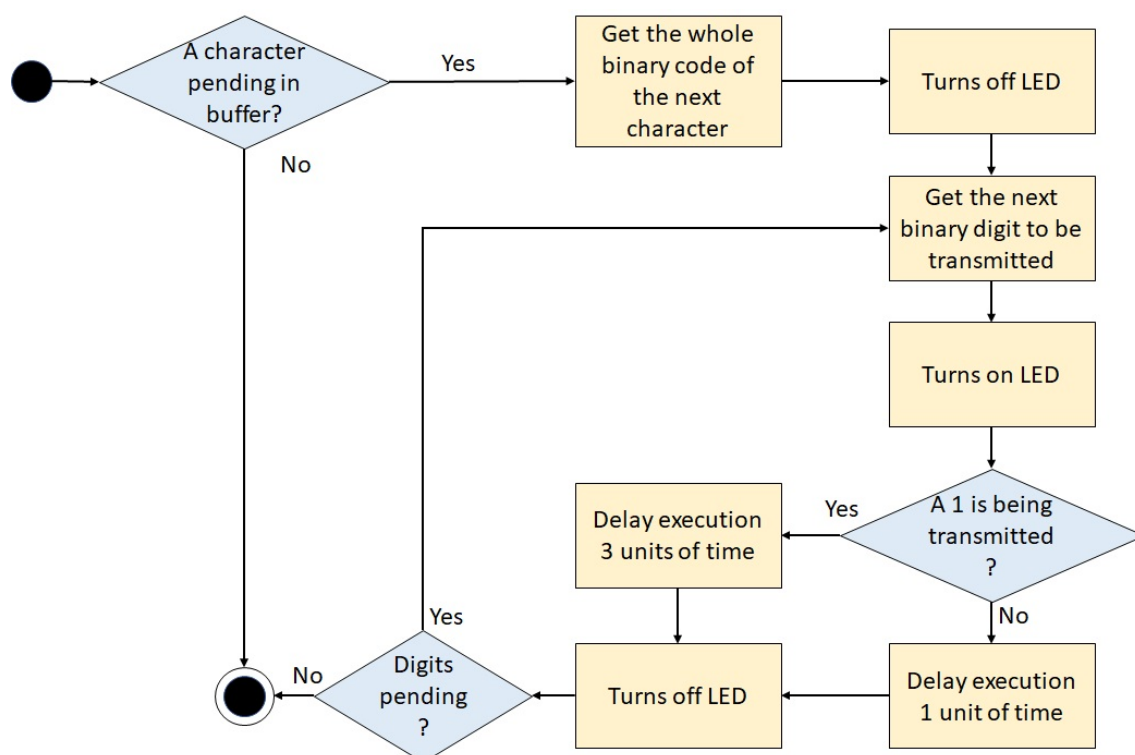 A character
pending in
buffer?
Yes
No
Get the whole
binary code of
the next
character
Turns off LED
Get the next
binary digit to be
transmitted
Turns on LED
A 1 is being
transmitted
?
Yes
No
Delay execution
3 units of time
Delay execution
1 unit of time
Turns off LED
Digits
pending
?
Yes
No